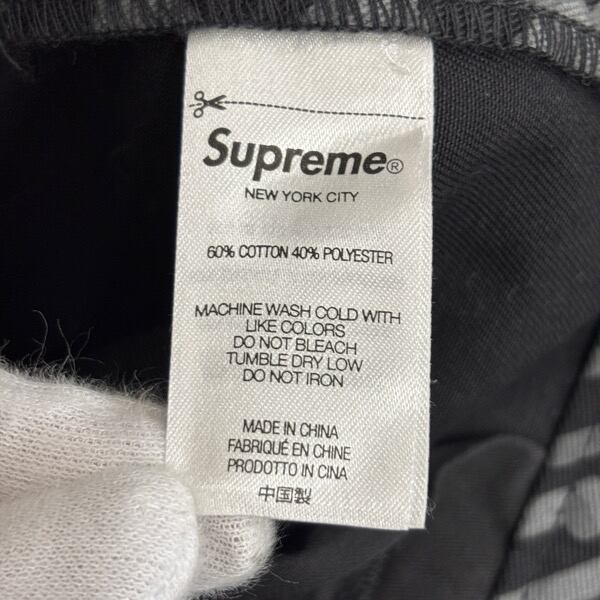 Supreme®
NEW YORK CITY
60% COTTON 40% POLYESTER
MACHINE WASH COLD WITH
LIKE COLORS
DO NOT BLEACH
TUMBLE DRY LOW
DO NOT IRON
MADE IN CHINA
FABRIQUÉ EN CHINE
PRODOTTO IN CINA
中国製